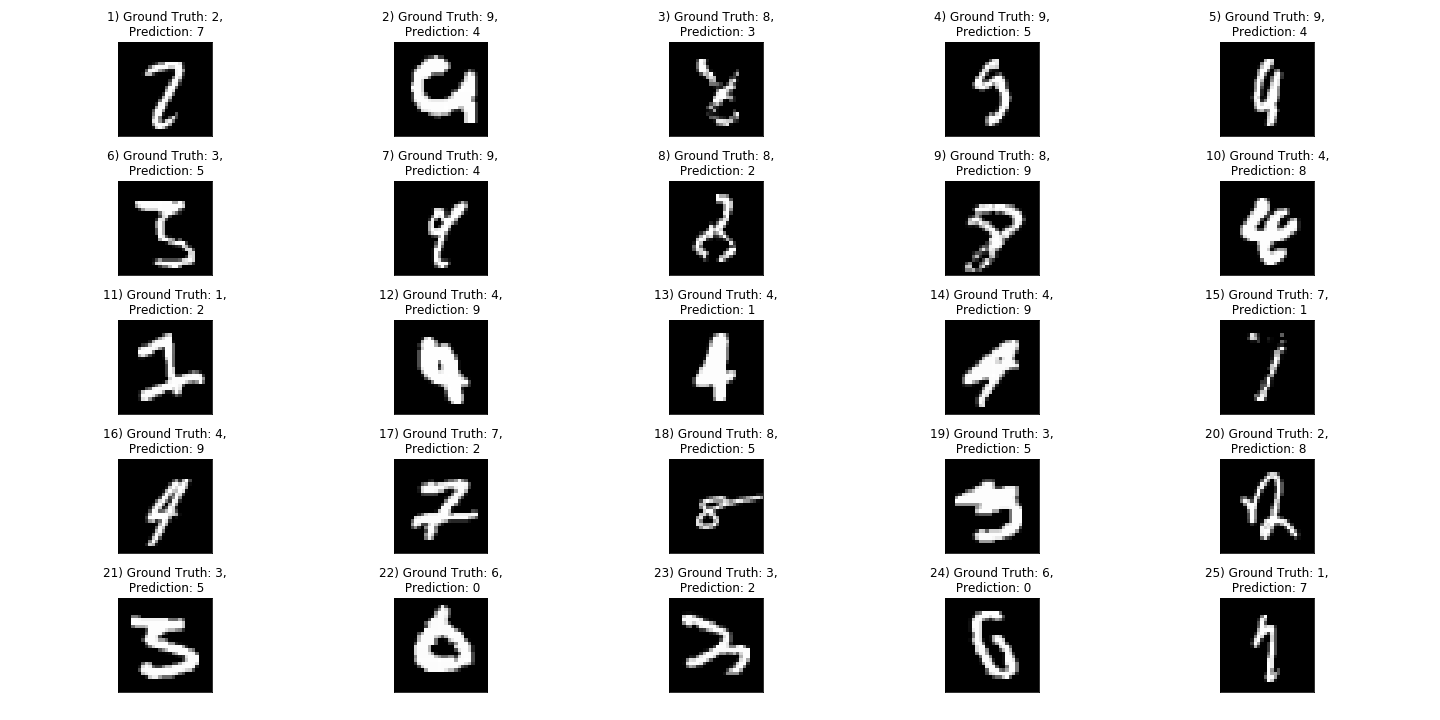 1) Ground Truth: 2,
Prediction: 7
2) Ground Truth: 9,
Prediction: 4
3) Ground Truth: 8,
Prediction: 3
4) Ground Truth: 9,
Prediction: 5
5) Ground Truth: 9,
Prediction: 4
6) Ground Truth: 3,
Prediction: 5
7) Ground Truth: 9,
Prediction: 4
8) Ground Truth: 8,
Prediction: 2
9) Ground Truth: 8,
Prediction: 9
10) Ground Truth: 4,
Prediction: 8
11) Ground Truth: 1,
Prediction: 2
12) Ground Truth: 4,
Prediction: 9
13) Ground Truth: 4,
Prediction: 1
14) Ground Truth: 4,
Prediction: 9
15) Ground Truth: 7,
Prediction: 1
16) Ground Truth: 4,
Prediction: 9
17) Ground Truth: 7,
Prediction: 2
18) Ground Truth: 8,
Prediction: 5
19) Ground Truth: 3,
Prediction: 5
20) Ground Truth: 2,
Prediction: 8
21) Ground Truth: 3,
Prediction: 5
22) Ground Truth: 6,
Prediction: 0
23) Ground Truth: 3,
Prediction: 2
24) Ground Truth: 6,
Prediction: 0
25) Ground Truth: 1,
Prediction: 7